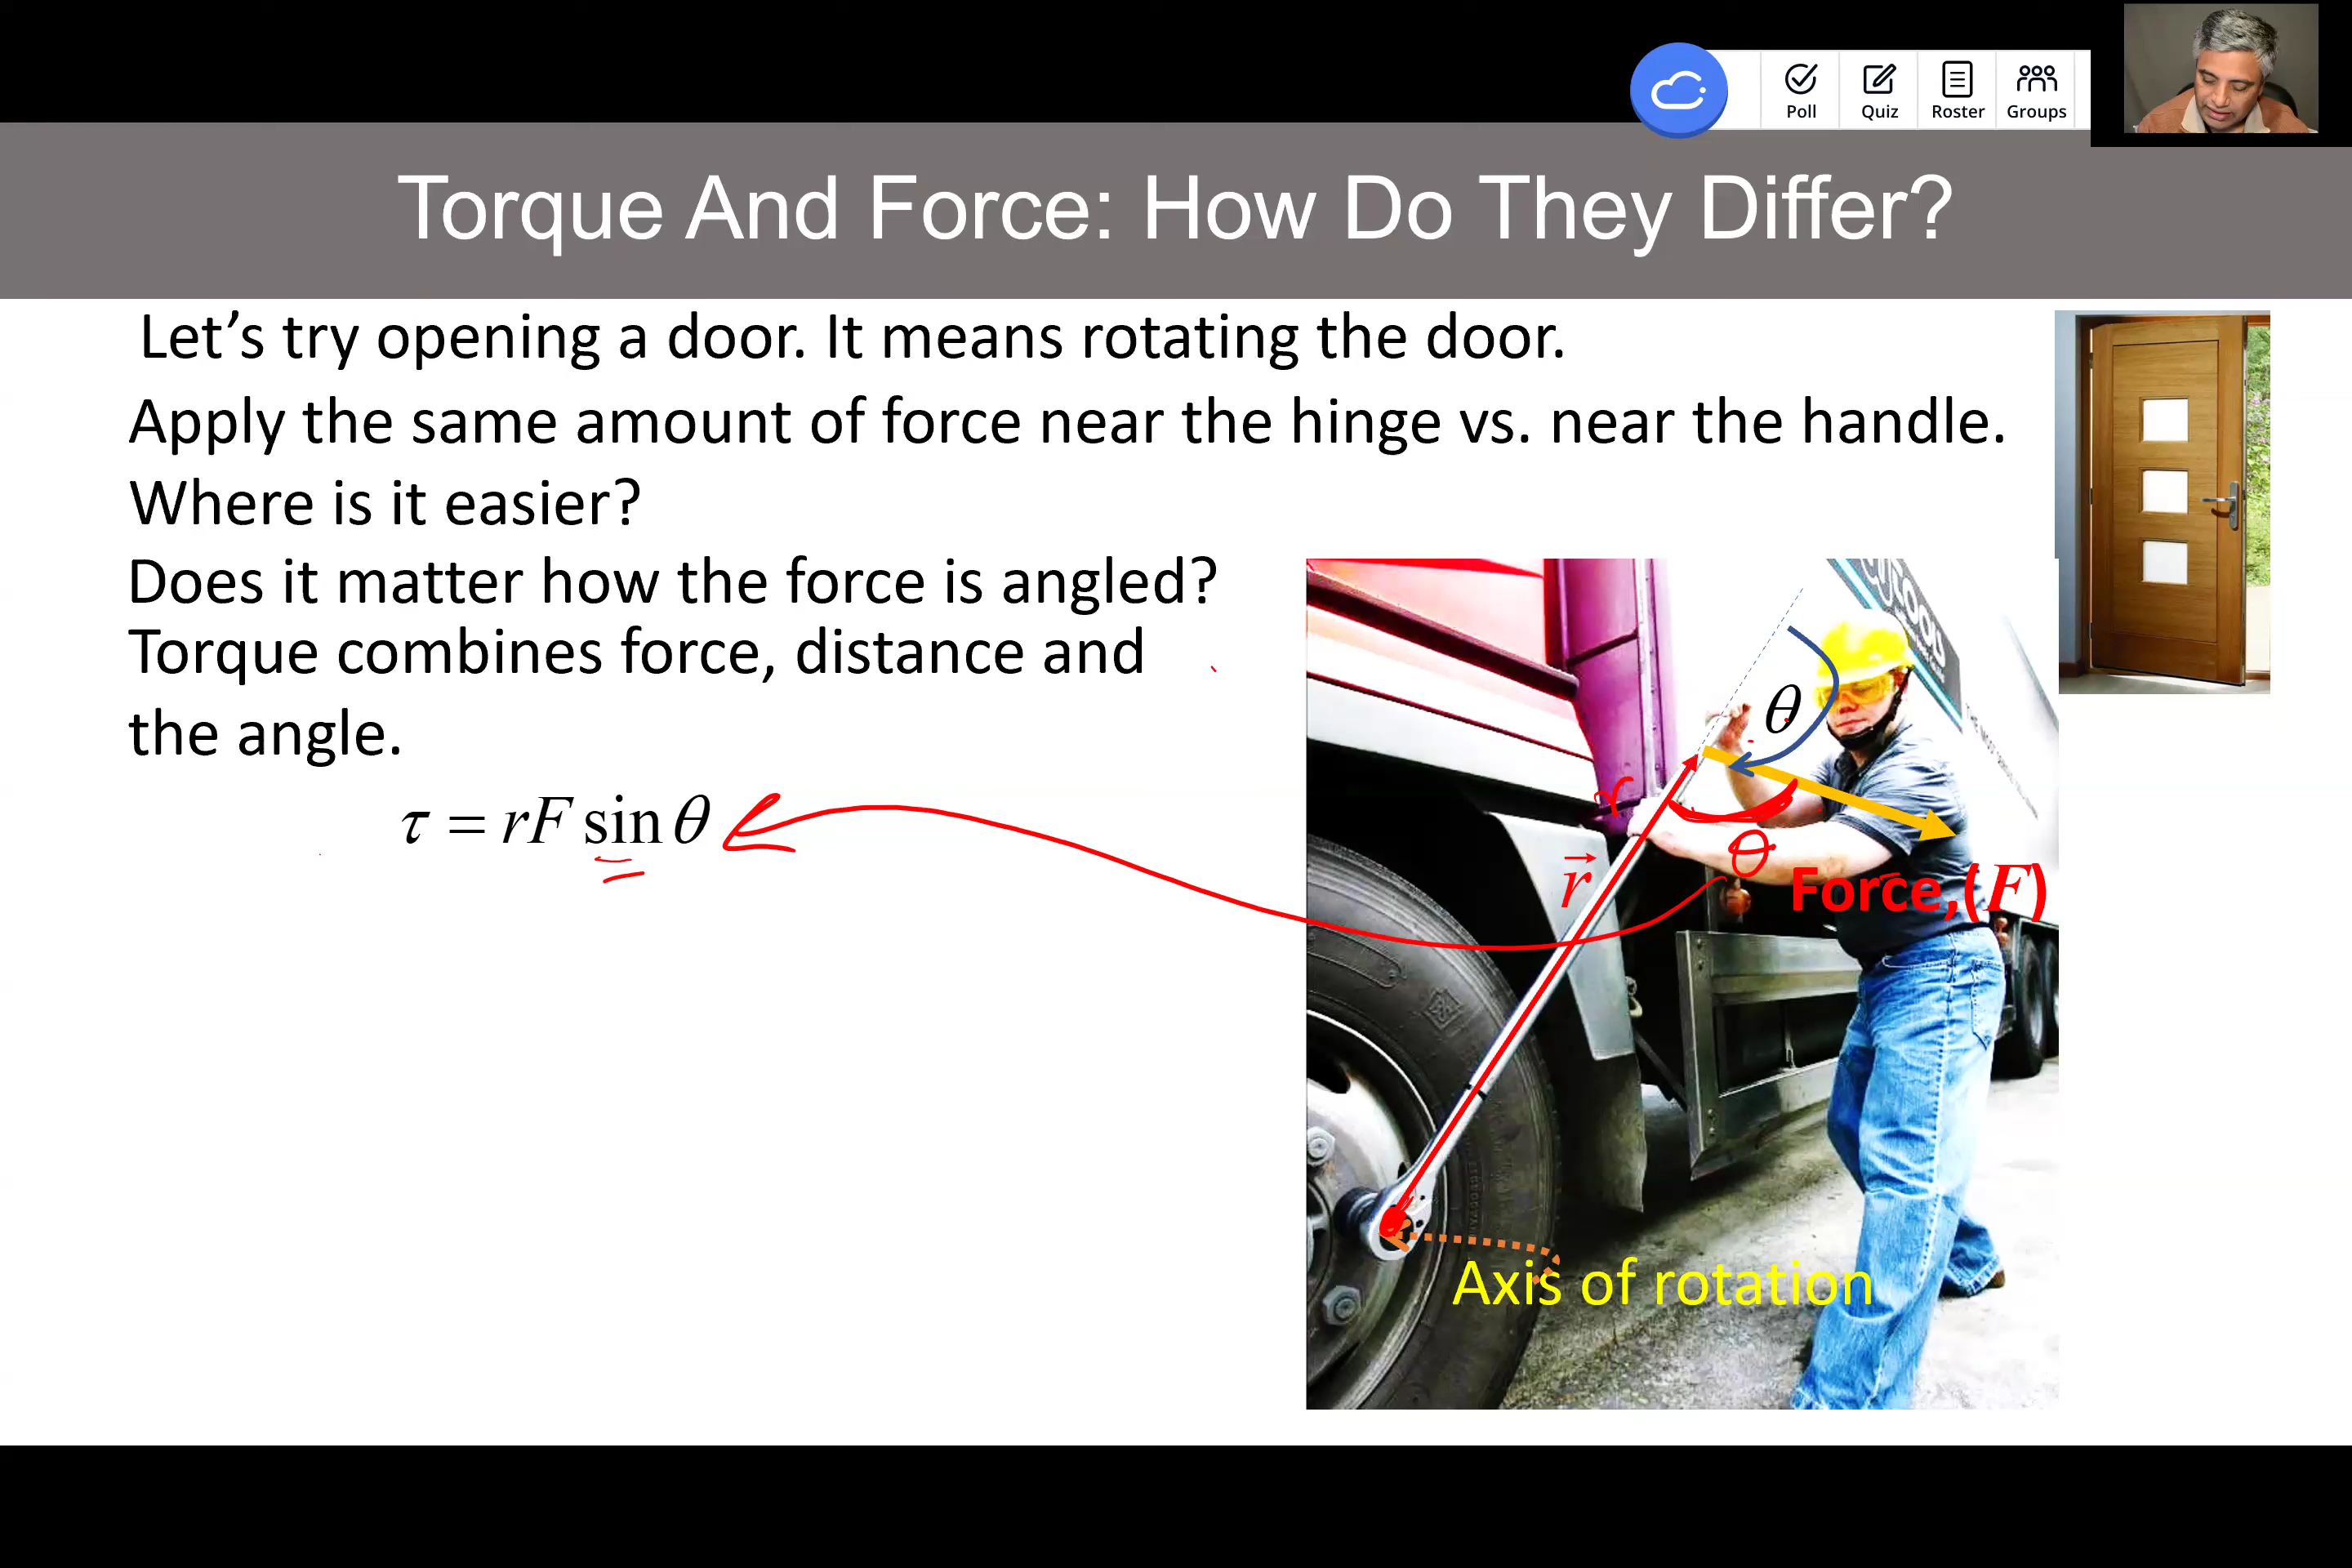 Poll Quiz Roster Groups
Torque And Force: How Do They Differ?
Let’s try opening a door. It means rotating the door.
Apply the same amount of force near the hinge vs. near the handle.
Where is it easier?
Does it matter how the force is angled?
Torque combines force, distance and
the angle.
τ = rF sin θ
θ
r
θ
r⃗
Force,(F)
Axis of rotation